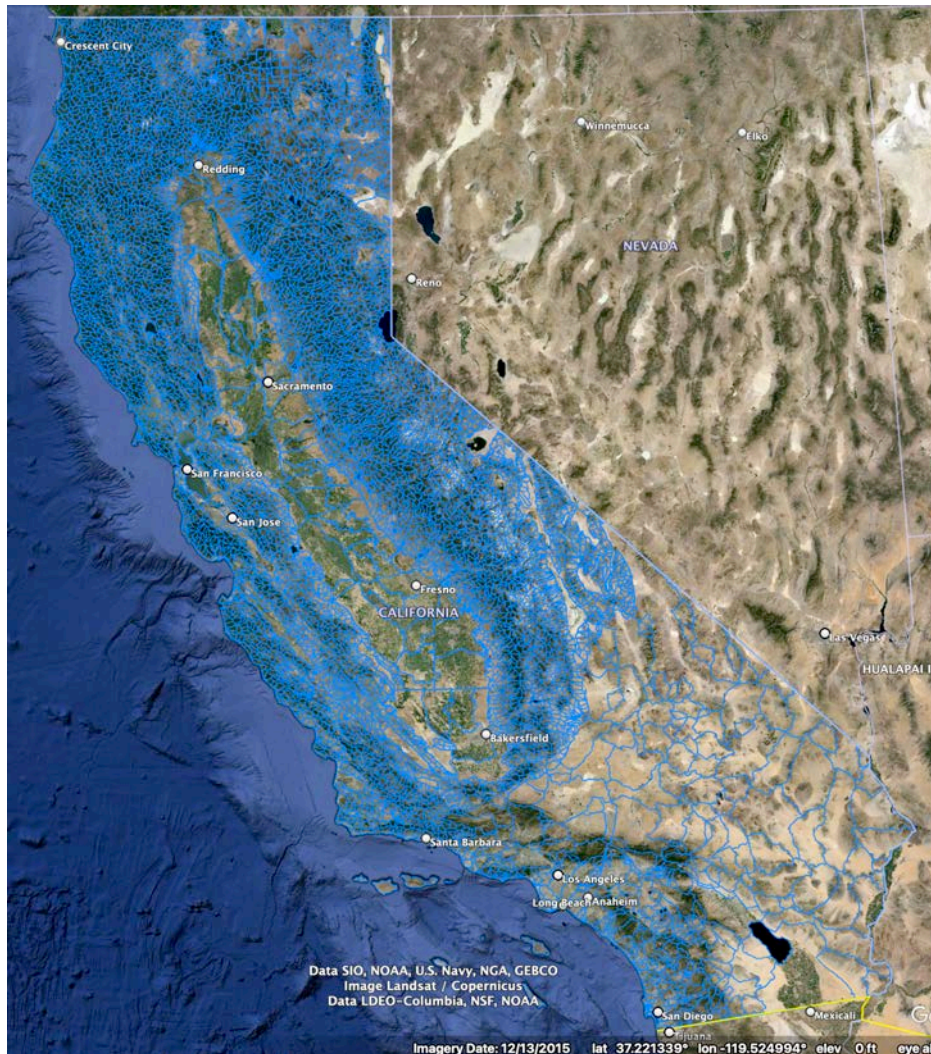 Crescent City
Winnemucca
Elko
Redding
NEVADA
Reno
Sacramento
San Francisco
San Jose
Fresno
CALIFORNIA
Las Vegas
HUALAPAI I
Bakersfield
Santa Barbara
Los Angeles
Long Beach
Anaheim
Data SIO, NOAA, U.S. Navy, NGA, GEBCO
Image Landsat / Copernicus
Data LDEO-Columbia, NSF, NOAA
San Diego
Mexicali
Tijuana
Imagery Date: 12/13/2015 lat 37.221339° lon -119.524994° elev 0 ft eye a